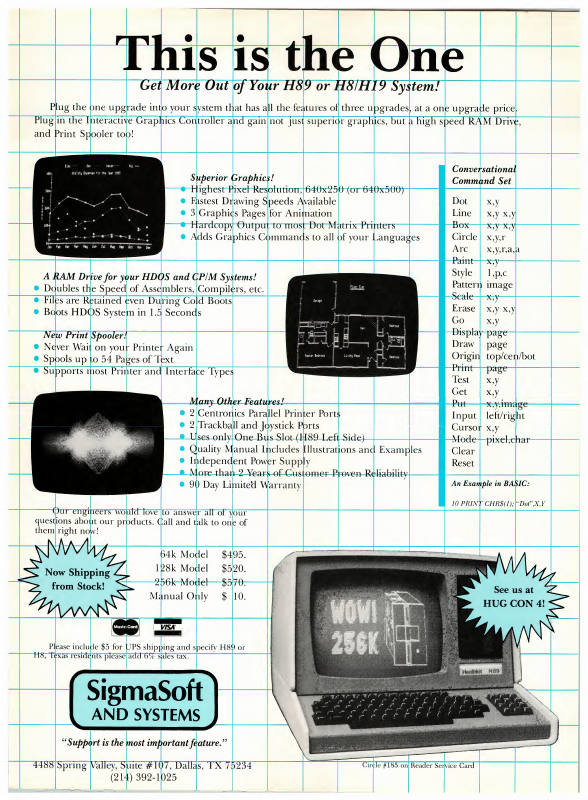 This is the One
Get More Out of Your H89 or H8/H19 System!
Plug the one upgrade into your system that has all the features of three upgrades, at a one upgrade price.
Plug in the Interactive Graphics Controller and gain not just superior graphics, but a high speed RAM Drive,
and Print Spooler too!
Superior Graphics!
Highest Pixel Resolution, 640x250 (or 640x500)
Fastest Drawing Speeds Available
3 Graphics Pages for Animation
Hardcopy Output to most Dot Matrix Printers
Adds Graphics Commands to all of your Languages
A RAM Drive for your HDOS and CP/M Systems!
Doubles the Speed of Assemblers, Compilers, etc.
Files are Retained even During Cold Boots
Boots HDOS System in 1.5 Seconds
New Print Spooler!
Never Wait on your Printer Again
Spools up to 54 Pages of Text
Supports most Printer and Interface Types
Many Other Features!
2 Centronics Parallel Printer Ports
2 Trackball and Joystick Ports
Uses only One Bus Slot (H89 Left Side)
Quality Manual Includes Illustrations and Examples
Independent Power Supply
More than 2 Years of Customer Proven Reliability
90 Day Limited Warranty
Conversational
Command Set
Dot x,y
Line x,y x,y
Box x,y x,y
Circle x,y,r
Arc x,y,r,a,a
Paint x,y
Style l,p,c
Pattern image
Scale x,y
Erase x,y x,y
Go x,y
Display page
Draw page
Origin top/cen/bot
Print page
Test x,y
Get x,y
Put x,y,image
Input left/right
Cursor x,y
Mode pixel,char
Clear
Reset
An Example in BASIC:
10 PRINT CHR$(1); "Dot",X,Y
Our engineers would love to answer all of your
questions about our products. Call and talk to one of
them right now!
Now Shipping
from Stock!
64k Model $495.
128k Model $520.
256k Model $570.
Manual Only $ 10.
MasterCard
VISA
Please include $5 for UPS shipping and specify H89 or
H8, Texas residents please add 6% sales tax.
SigmaSoft
AND SYSTEMS
"Support is the most important feature."
4488 Spring Valley, Suite #107, Dallas, TX 75234
(214) 392-1025
See us at
HUG CON 4!
WOW!
256K
Heathkit H89
Circle #185 on Reader Service Card